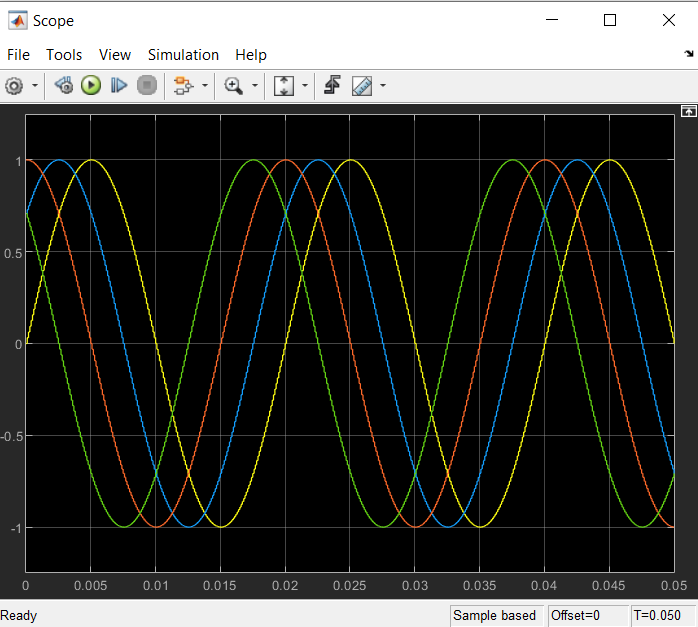 Scope
File Tools View Simulation Help
1
0.5
0
-0.5
-1
0 0.005 0.01 0.015 0.02 0.025 0.03 0.035 0.04 0.045 0.05
Ready Sample based Offset=0 T=0.050